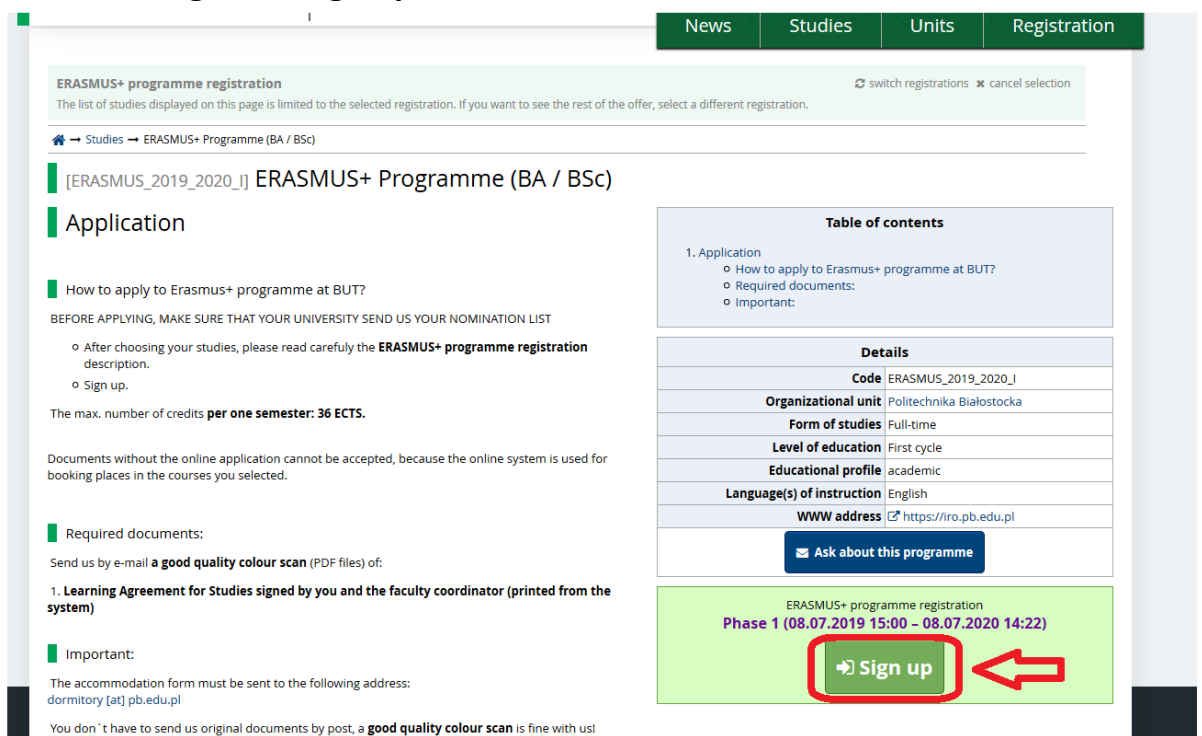 News Studies Units Registration
ERASMUS+ programme registration
switch registrations cancel selection
The list of studies displayed on this page is limited to the selected registration. If you want to see the rest of the offer, select a different registration.
→ Studies → ERASMUS+ Programme (BA / BSc)
[ERASMUS_2019_2020_I] ERASMUS+ Programme (BA / BSc)
Application
How to apply to Erasmus+ programme at BUT?
BEFORE APPLYING, MAKE SURE THAT YOUR UNIVERSITY SEND US YOUR NOMINATION LIST
After choosing your studies, please read carefuly the ERASMUS+ programme registration
description.
Sign up.
The max. number of credits per one semester: 36 ECTS.
Documents without the online application cannot be accepted, because the online system is used for
booking places in the courses you selected.
Required documents:
Send us by e-mail a good quality colour scan (PDF files) of:
1. Learning Agreement for Studies signed by you and the faculty coordinator (printed from the
system)
Important:
The accommodation form must be sent to the following address:
dormitory [at] pb.edu.pl
You don`t have to send us original documents by post, a good quality colour scan is fine with us!
Table of contents
1. Application
How to apply to Erasmus+ programme at BUT?
Required documents:
Important:
Details
Code ERASMUS_2019_2020_I
Organizational unit Politechnika Białostocka
Form of studies Full-time
Level of education First cycle
Educational profile academic
Language(s) of instruction English
WWW address https://iro.pb.edu.pl
Ask about this programme
ERASMUS+ programme registration
Phase 1 (08.07.2019 15:00 – 08.07.2020 14:22)
Sign up